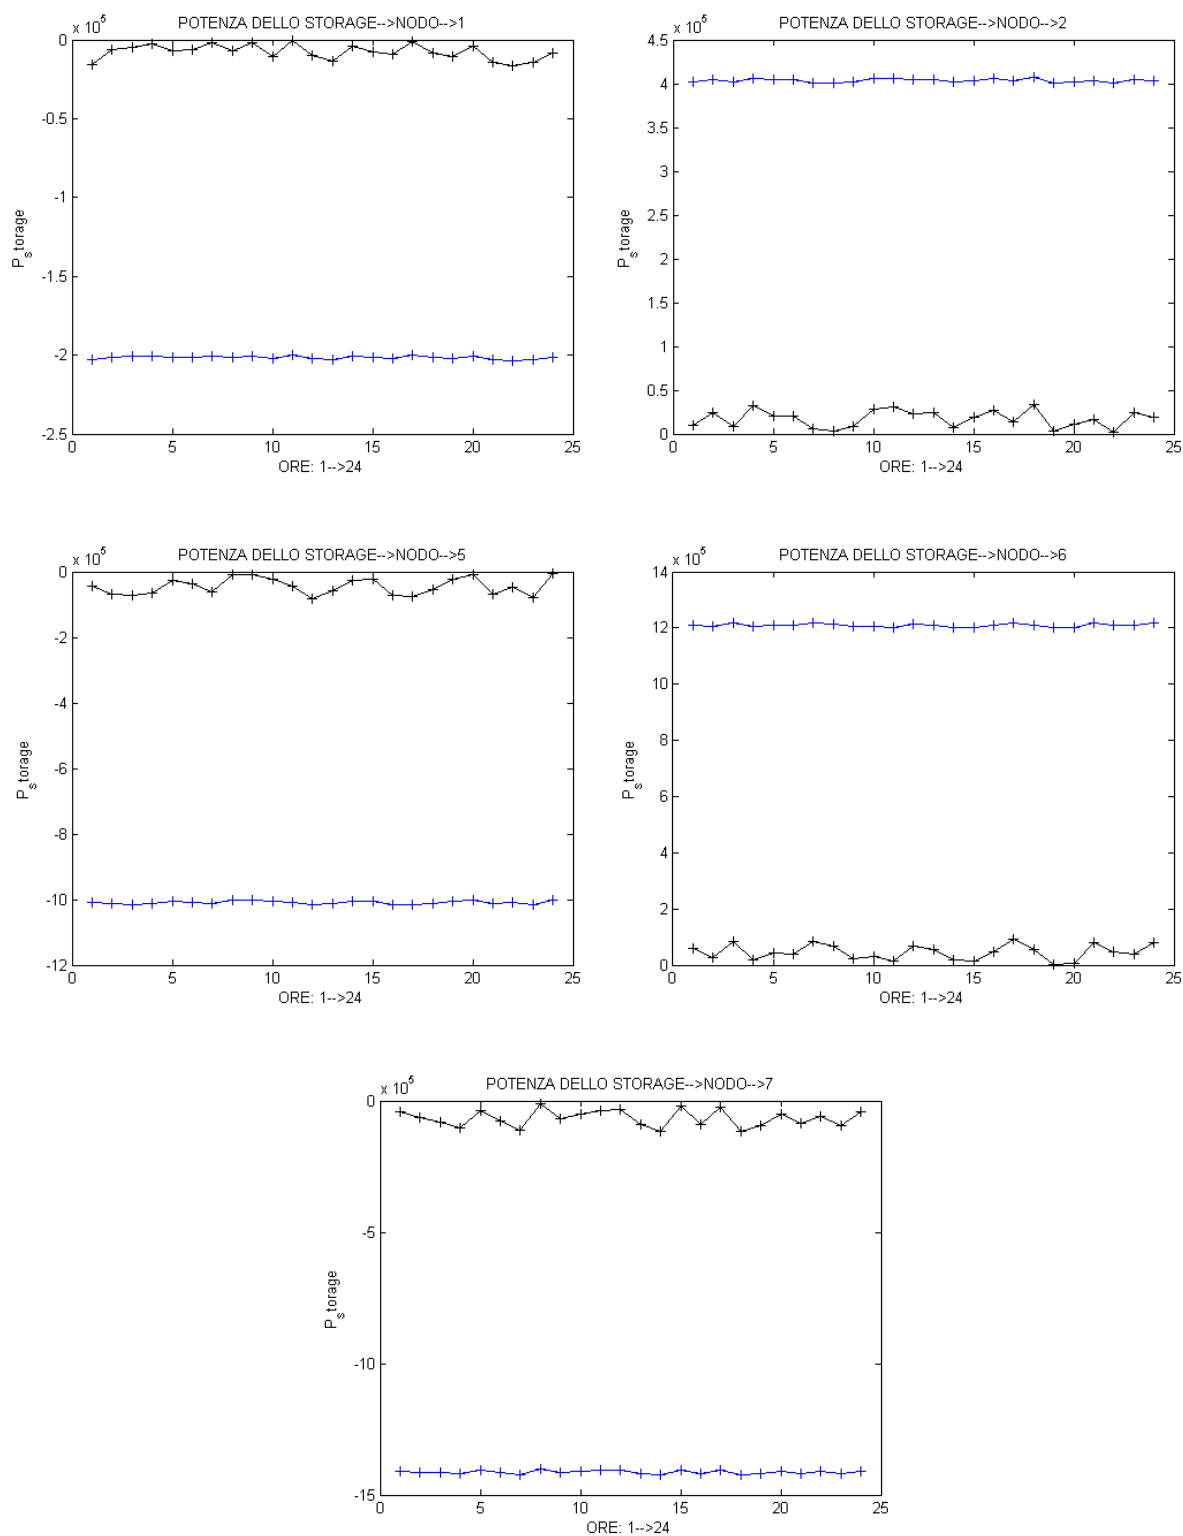 POTENZA DELLO STORAGE-->NODO-->1
x 10^5
0
-0.5
-1
-1.5
-2
-2.5
P_storage
0 5 10 15 20 25
ORE: 1-->24
POTENZA DELLO STORAGE-->NODO-->2
x 10^5
4.5
4
3.5
3
2.5
2
1.5
1
0.5
0
P_storage
0 5 10 15 20 25
ORE: 1-->24
POTENZA DELLO STORAGE-->NODO-->5
x 10^5
0
-2
-4
-6
-8
-10
-12
P_storage
0 5 10 15 20 25
ORE: 1-->24
POTENZA DELLO STORAGE-->NODO-->6
x 10^5
14
12
10
8
6
4
2
0
P_storage
0 5 10 15 20 25
ORE: 1-->24
POTENZA DELLO STORAGE-->NODO-->7
x 10^5
0
-5
-10
-15
P_storage
0 5 10 15 20 25
ORE: 1-->24